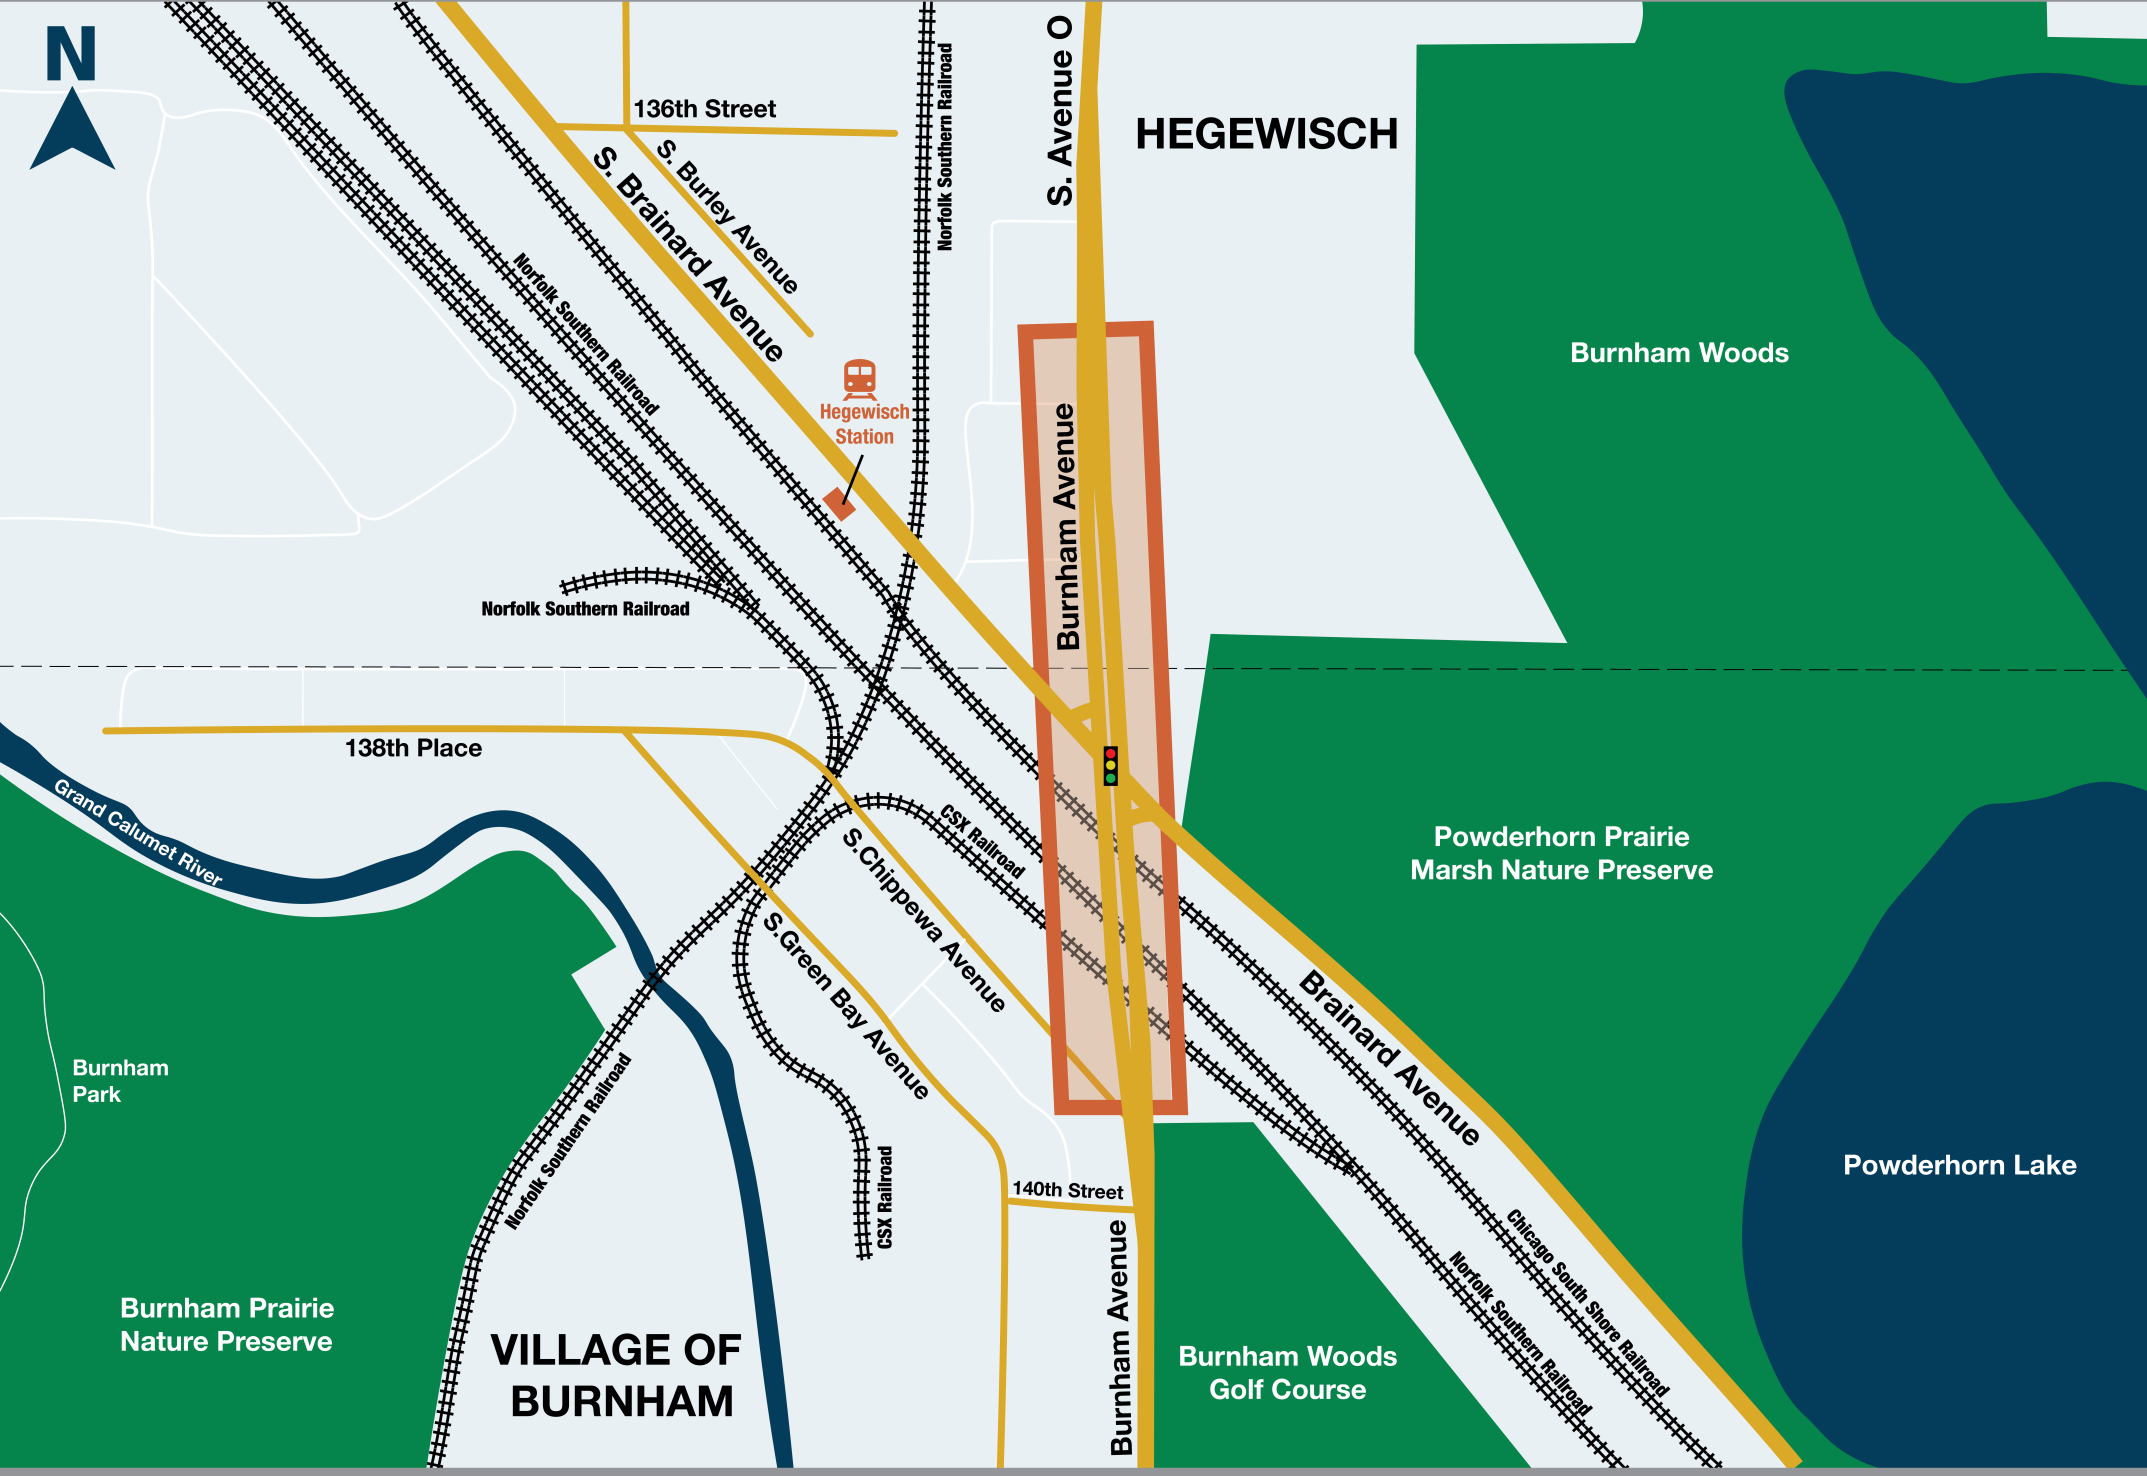 N
136th Street
S. Avenue O
HEGEWISCH
S. Burley Avenue
S. Brainard Avenue
Norfolk Southern Railroad
Norfolk Southern Railroad
Burnham Woods
Hegewisch
Station
Burnham Avenue
Norfolk Southern Railroad
138th Place
Grand Calumet River
CSX Railroad
S.Chippewa Avenue
Powderhorn Prairie
Marsh Nature Preserve
S.Green Bay Avenue
Brainard Avenue
Burnham
Park
Norfolk Southern Railroad
CSX Railroad
Powderhorn Lake
140th Street
Burnham Avenue
Chicago South Shore Railroad
Norfolk Southern Railroad
Burnham Prairie
Nature Preserve
VILLAGE OF
BURNHAM
Burnham Woods
Golf Course